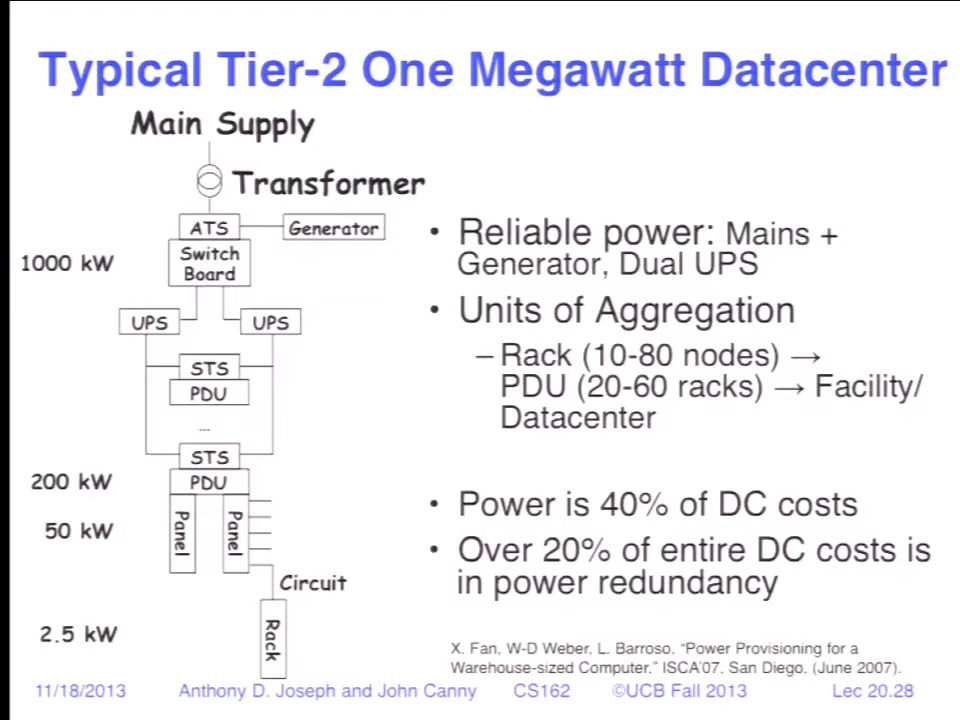 Typical Tier-2 One Megawatt Datacenter
Main Supply
Transformer
ATS
Generator
Switch
Board
1000 kW
UPS
UPS
STS
PDU
...
STS
PDU
200 kW
Panel
Panel
50 kW
Circuit
Rack
2.5 kW
• Reliable power: Mains +
Generator, Dual UPS
• Units of Aggregation
– Rack (10-80 nodes) →
PDU (20-60 racks) → Facility/
Datacenter
• Power is 40% of DC costs
• Over 20% of entire DC costs is
in power redundancy
X. Fan, W-D Weber, L. Barroso, “Power Provisioning for a
Warehouse-sized Computer,” ISCA’07, San Diego, (June 2007).
11/18/2013 Anthony D. Joseph and John Canny CS162 ©UCB Fall 2013 Lec 20.28